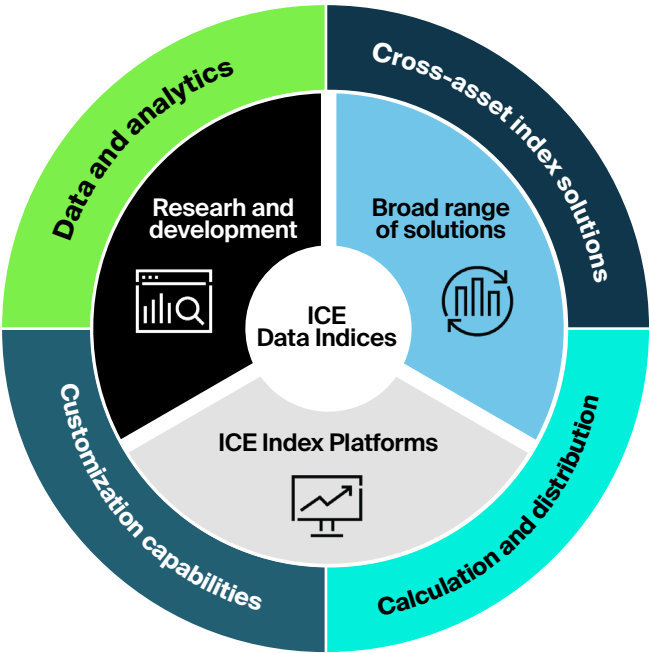 Data and analytics
Cross-asset index solutions
Researh and
development
Broad range
of solutions
ICE
Data Indices
ICE Index Platforms
Customization capabilities
Calculation and distribution